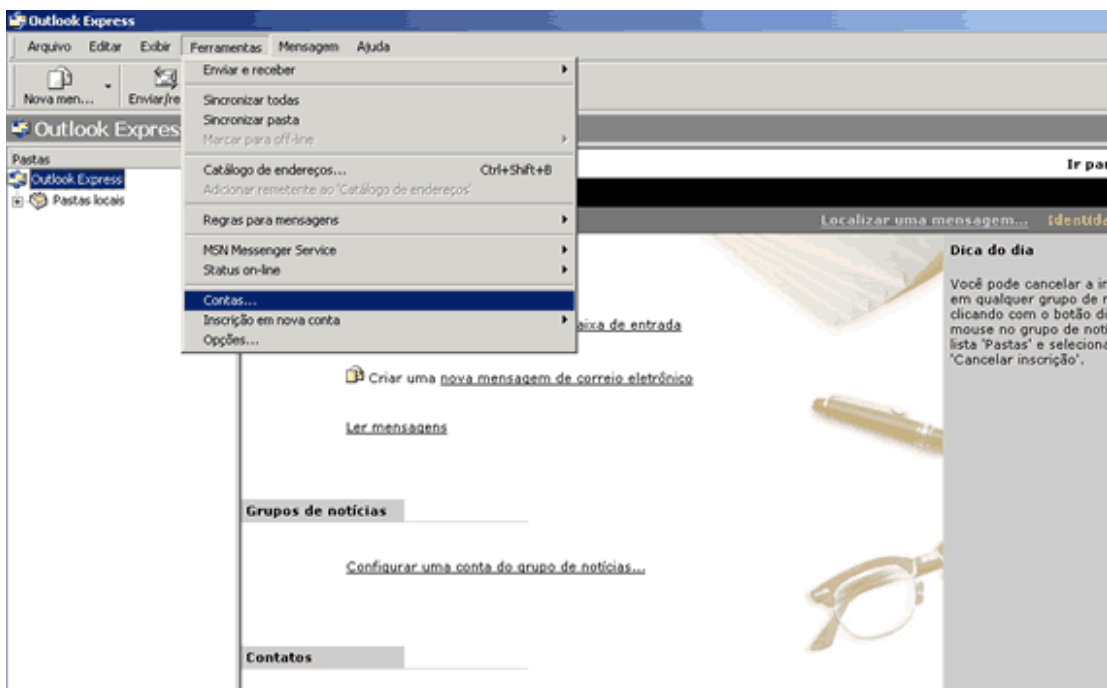 Outlook Express
Arquivo Editar Exibir Ferramentas Mensagem Ajuda
Nova men... Enviar/re
Outlook Expres
Pastas
Outlook Express
Pastas locais
Enviar e receber
Sincronizar todas
Sincronizar pasta
Marcar para off-line
Catálogo de endereços... Ctrl+Shift+B
Adicionar remetente ao 'Catálogo de endereços'
Regras para mensagens
MSN Messenger Service
Status on-line
Contas...
Inscrição em nova conta
Opções...
Ir par
Localizar uma mensagem... Identida
aixa de entrada
Criar uma nova mensagem de correio eletrônico
Ler mensagens
Grupos de notícias
Configurar uma conta do grupo de notícias...
Contatos
Dica do dia
Você pode cancelar a in
em qualquer grupo de n
clicando com o botão di
mouse no grupo de notí
lista 'Pastas' e seleciona
'Cancelar inscrição'.